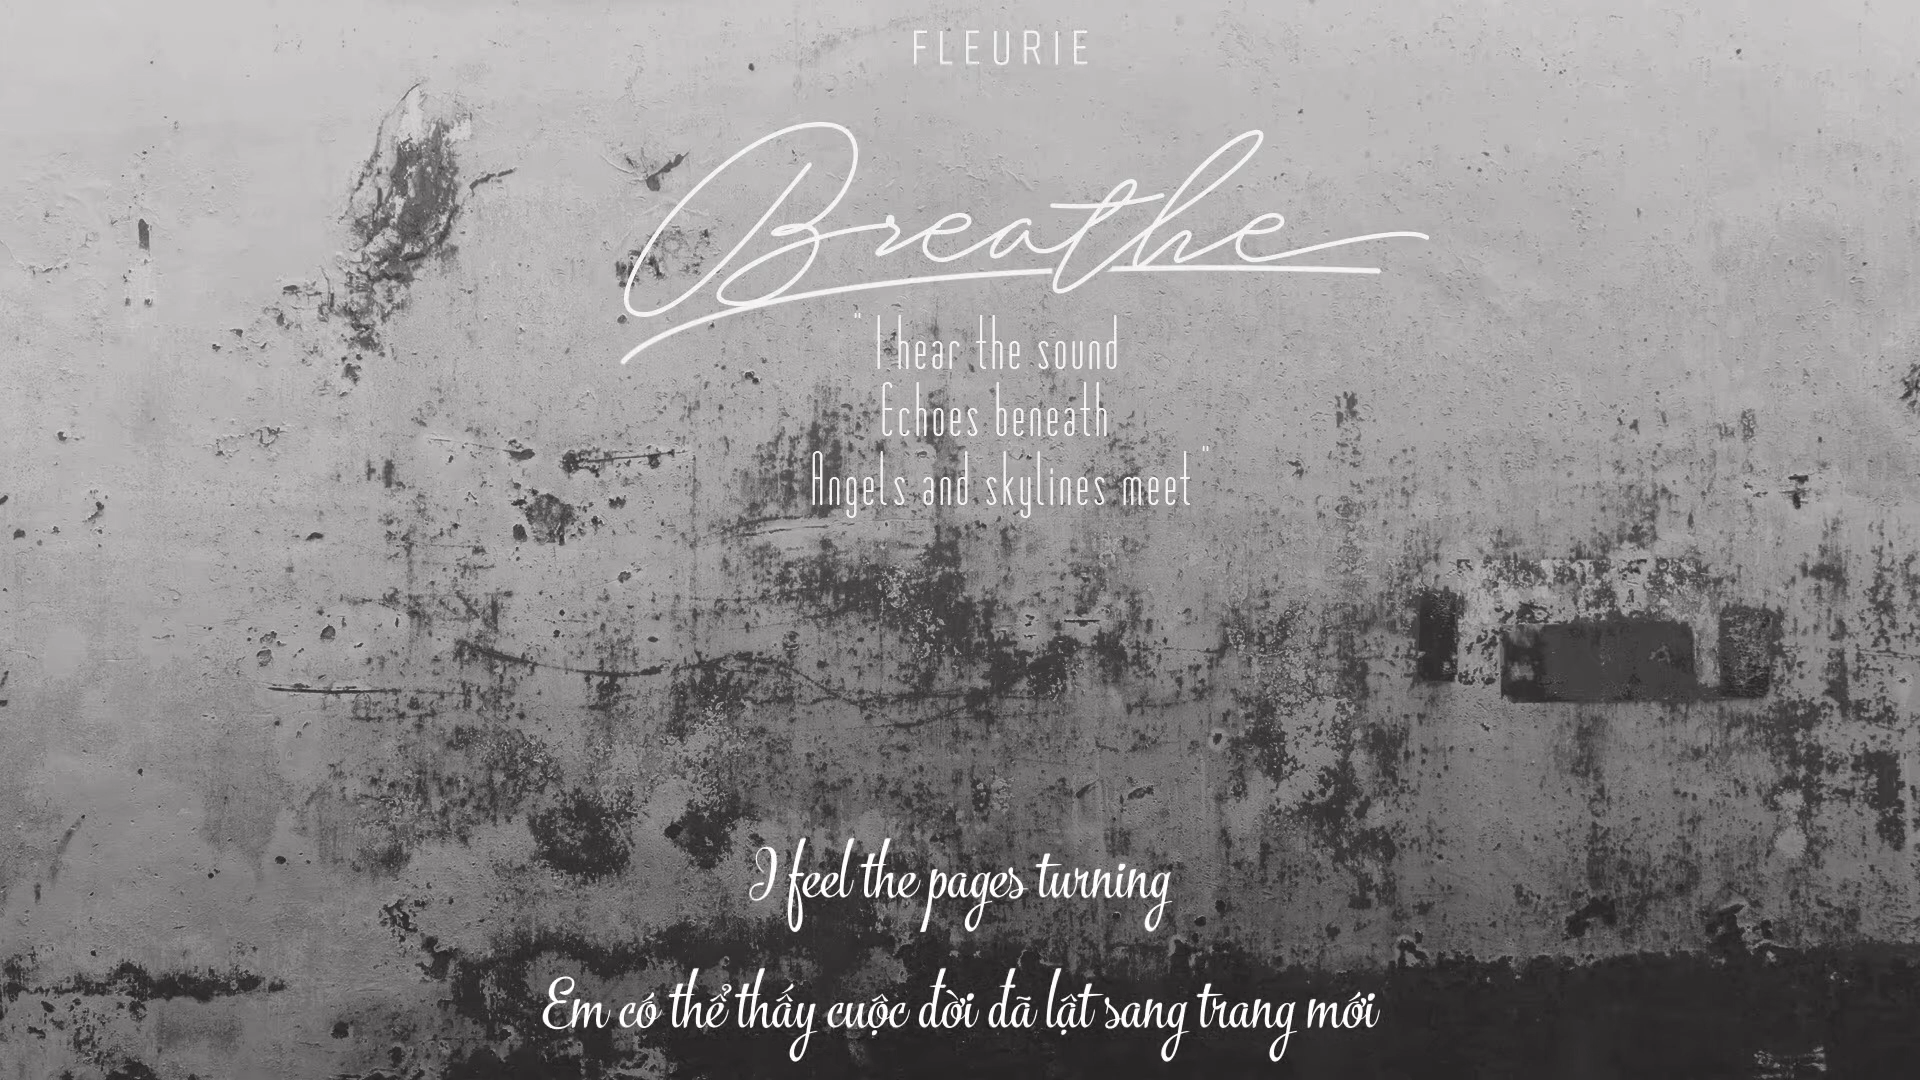 FLEURIE
Breathe
" I hear the sound
Echoes beneath
Angels and skylines meet "
I feel the pages turning
Em có thể thấy cuộc đời đã lật sang trang mới